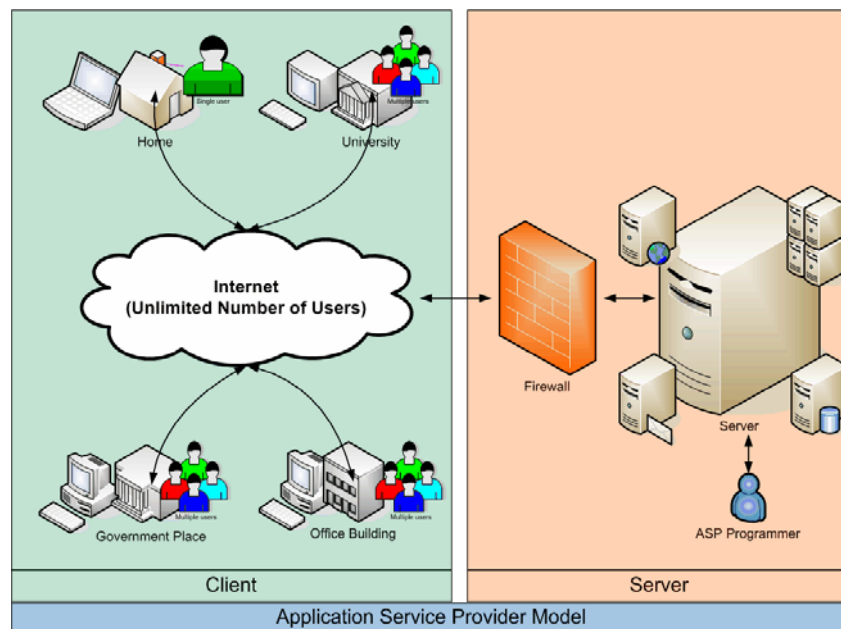 Single user
Home
Multiple users
University
Internet
(Unlimited Number of Users)
Firewall
Server
Multiple users
Government Place
Multiple users
Office Building
ASP Programmer
Client
Server
Application Service Provider Model